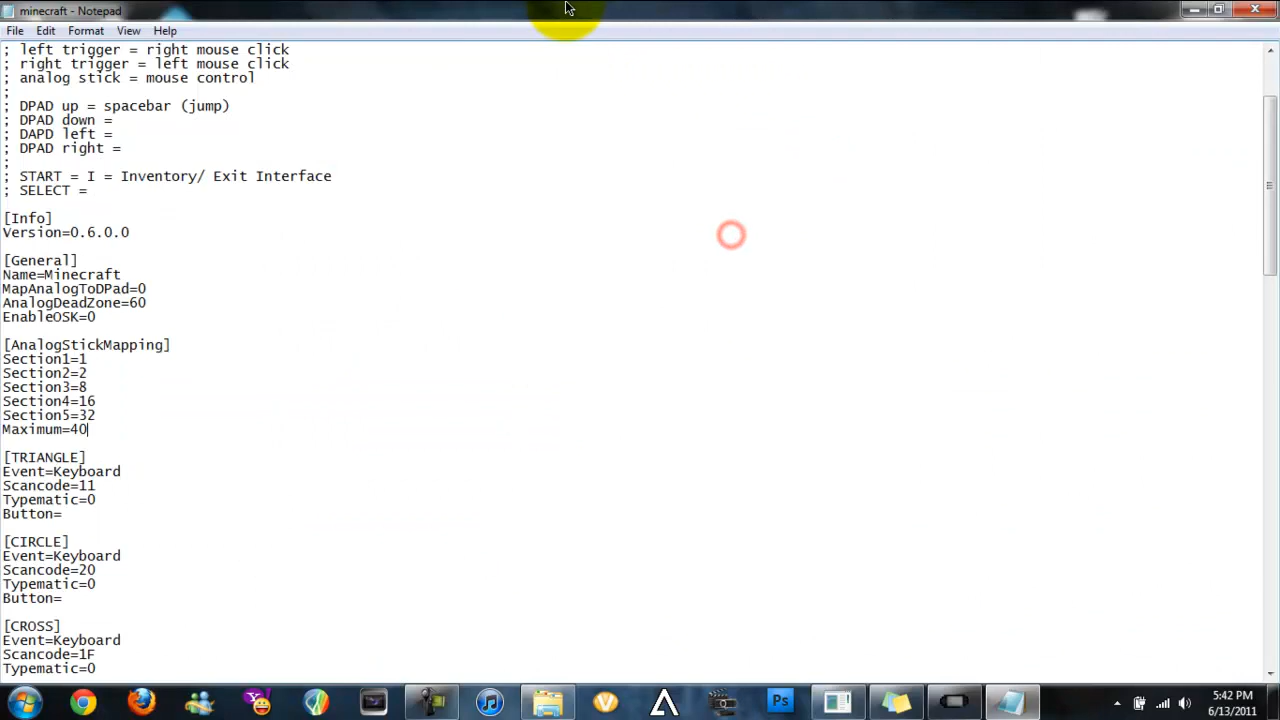 minecraft - Notepad
File Edit Format View Help
; left trigger = right mouse click
; right trigger = left mouse click
; analog stick = mouse control
;
; DPAD up = spacebar (jump)
; DPAD down =
; DAPD left =
; DPAD right =
;
; START = I = Inventory/ Exit Interface
; SELECT =
[Info]
Version=0.6.0.0
[General]
Name=Minecraft
MapAnalogToDPad=0
AnalogDeadZone=60
EnableOSK=0
[AnalogStickMapping]
Section1=1
Section2=2
Section3=8
Section4=16
Section5=32
Maximum=40
[TRIANGLE]
Event=Keyboard
Scancode=11
Typematic=0
Button=
[CIRCLE]
Event=Keyboard
Scancode=20
Typematic=0
Button=
[CROSS]
Event=Keyboard
Scancode=1F
Typematic=0
Ps
5:42 PM
6/13/2011